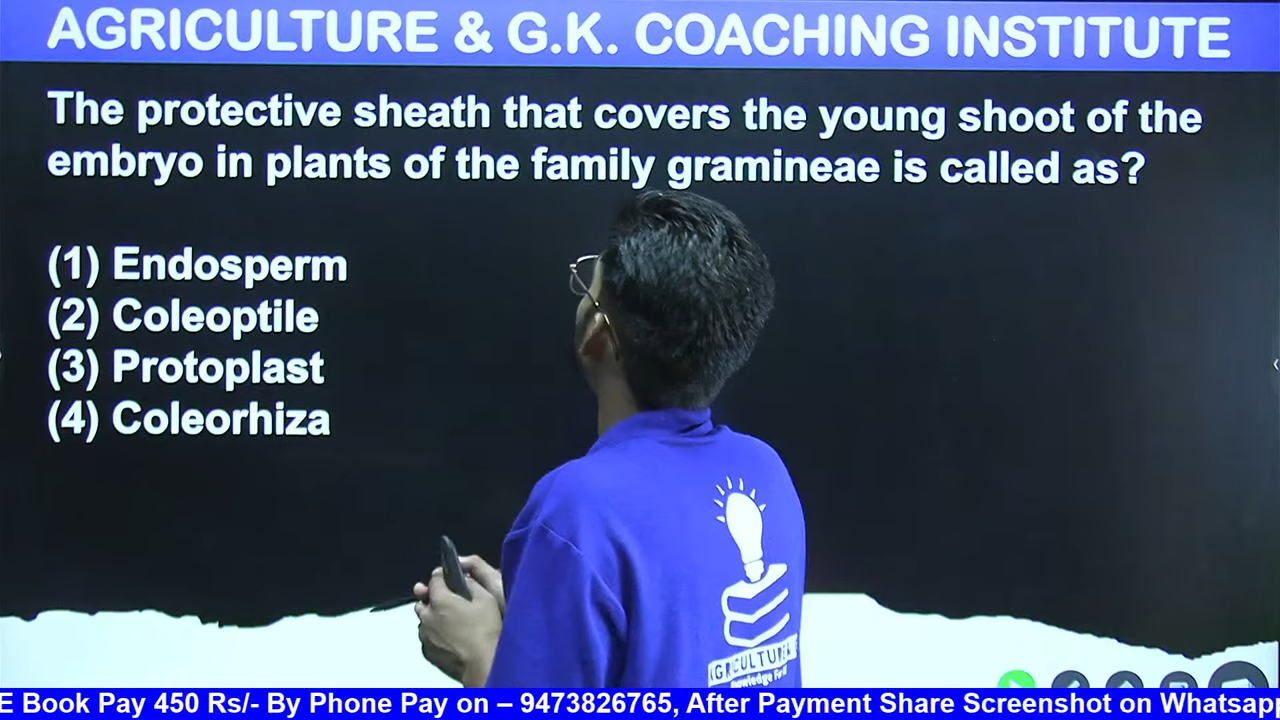 AGRICULTURE & G.K. COACHING INSTITUTE
The protective sheath that covers the young shoot of the
embryo in plants of the family gramineae is called as?
(1) Endosperm
(2) Coleoptile
(3) Protoplast
(4) Coleorhiza
E Book Pay 450 Rs/- By Phone Pay on – 9473826765, After Payment Share Screenshot on Whatsapp